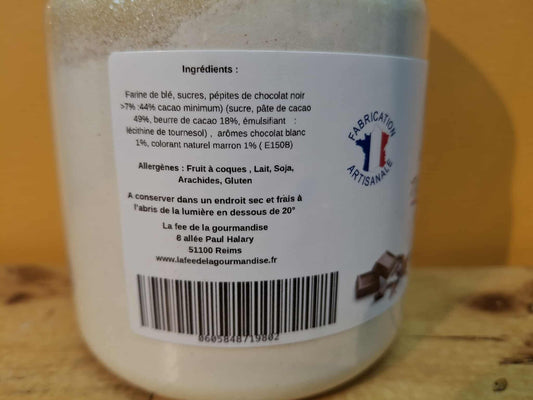 Ingrédients :
Farine de blé, sucres, pépites de chocolat noir
>7% :44% cacao minimum) (sucre, pâte de cacao
49%, beurre de cacao 18%, émulsifiant :
lécithine de tournesol) , arômes chocolat blanc
1%, colorant naturel marron 1% ( E150B)
Allergènes : Fruit à coques , Lait, Soja,
Arachides, Gluten
A conserver dans un endroit sec et frais à
l'abris de la lumière en dessous de 20°
La fee de la gourmandise
8 allée Paul Halary
51100 Reims
www.lafeedelagourmandise.fr
0605848719802
FABRICATION
ARTISANALE